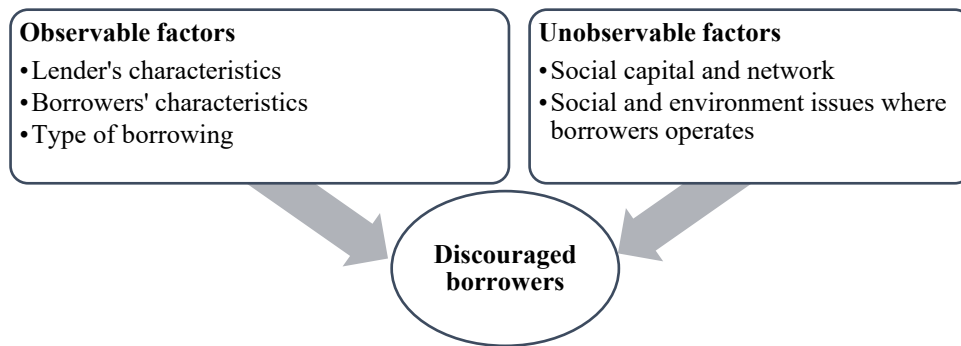 Observable factors
•Lender's characteristics
•Borrowers' characteristics
•Type of borrowing
Unobservable factors
•Social capital and network
•Social and environment issues where
borrowers operates
Discouraged
borrowers